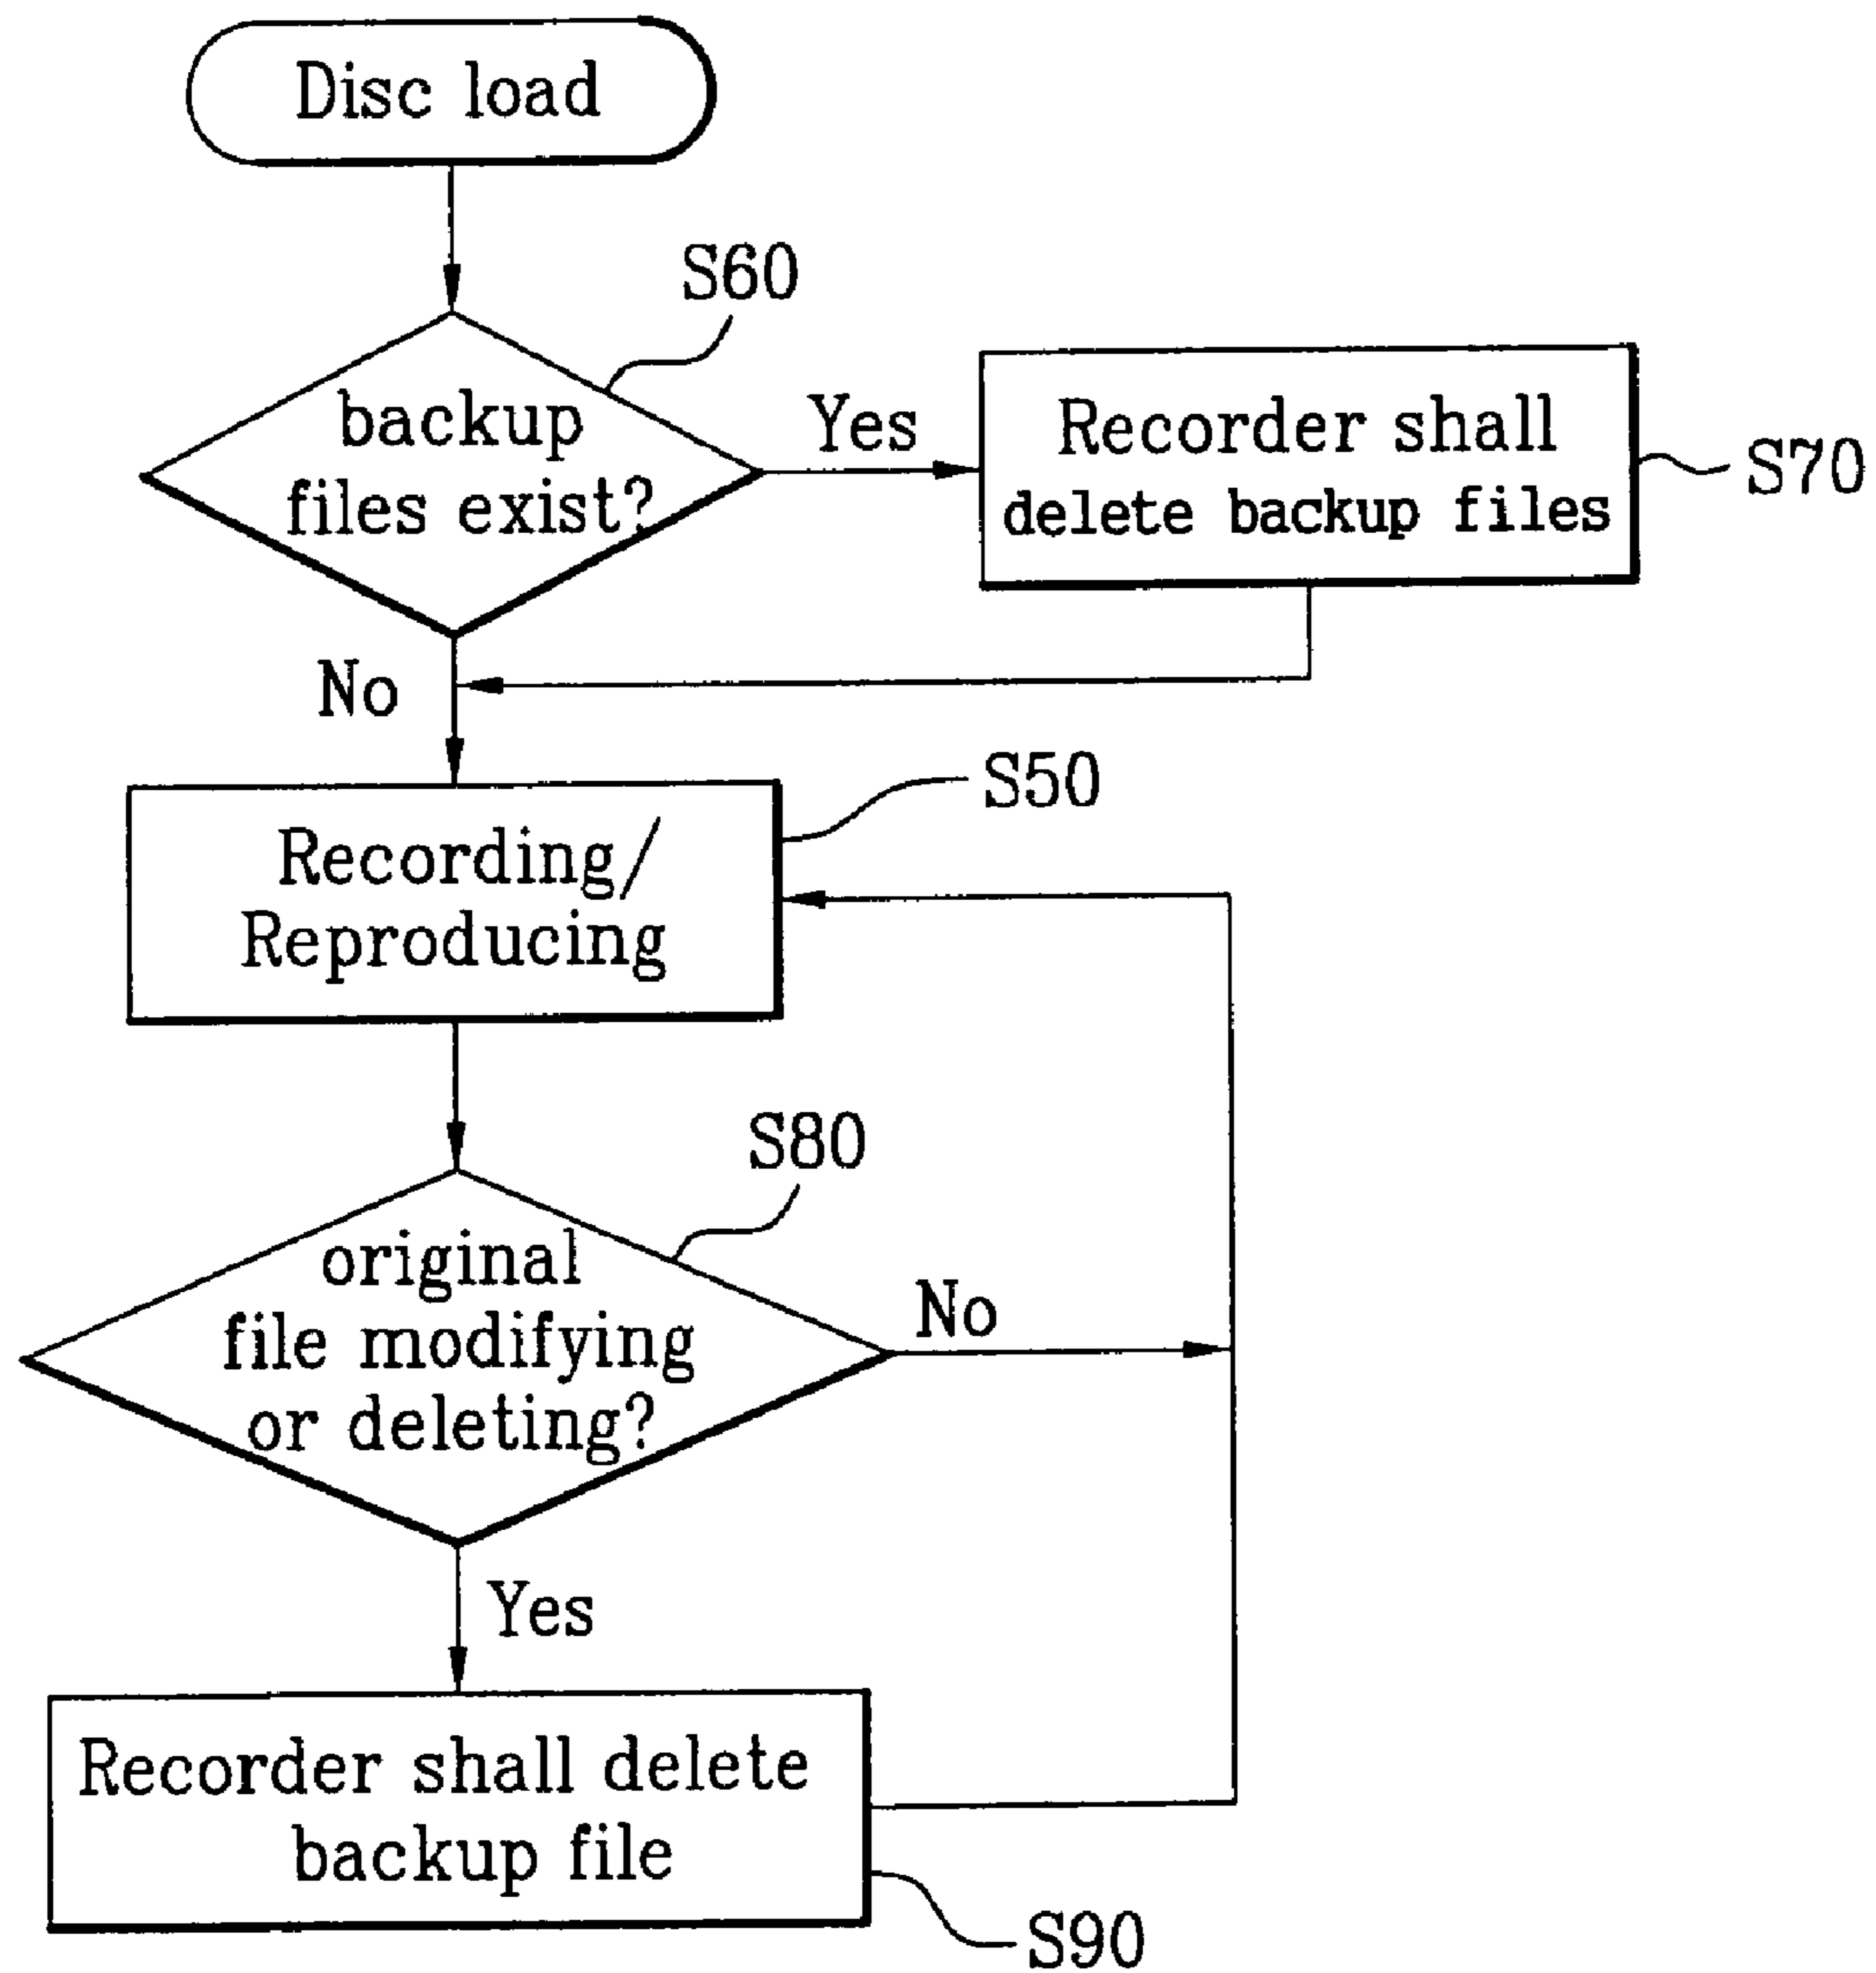 Disc load
S60
backup
files exist?
Yes
Recorder shall
delete backup files
S70
No
S50
Recording/
Reproducing
S80
original
file modifying
or deleting?
No
Yes
Recorder shall delete
backup file
S90